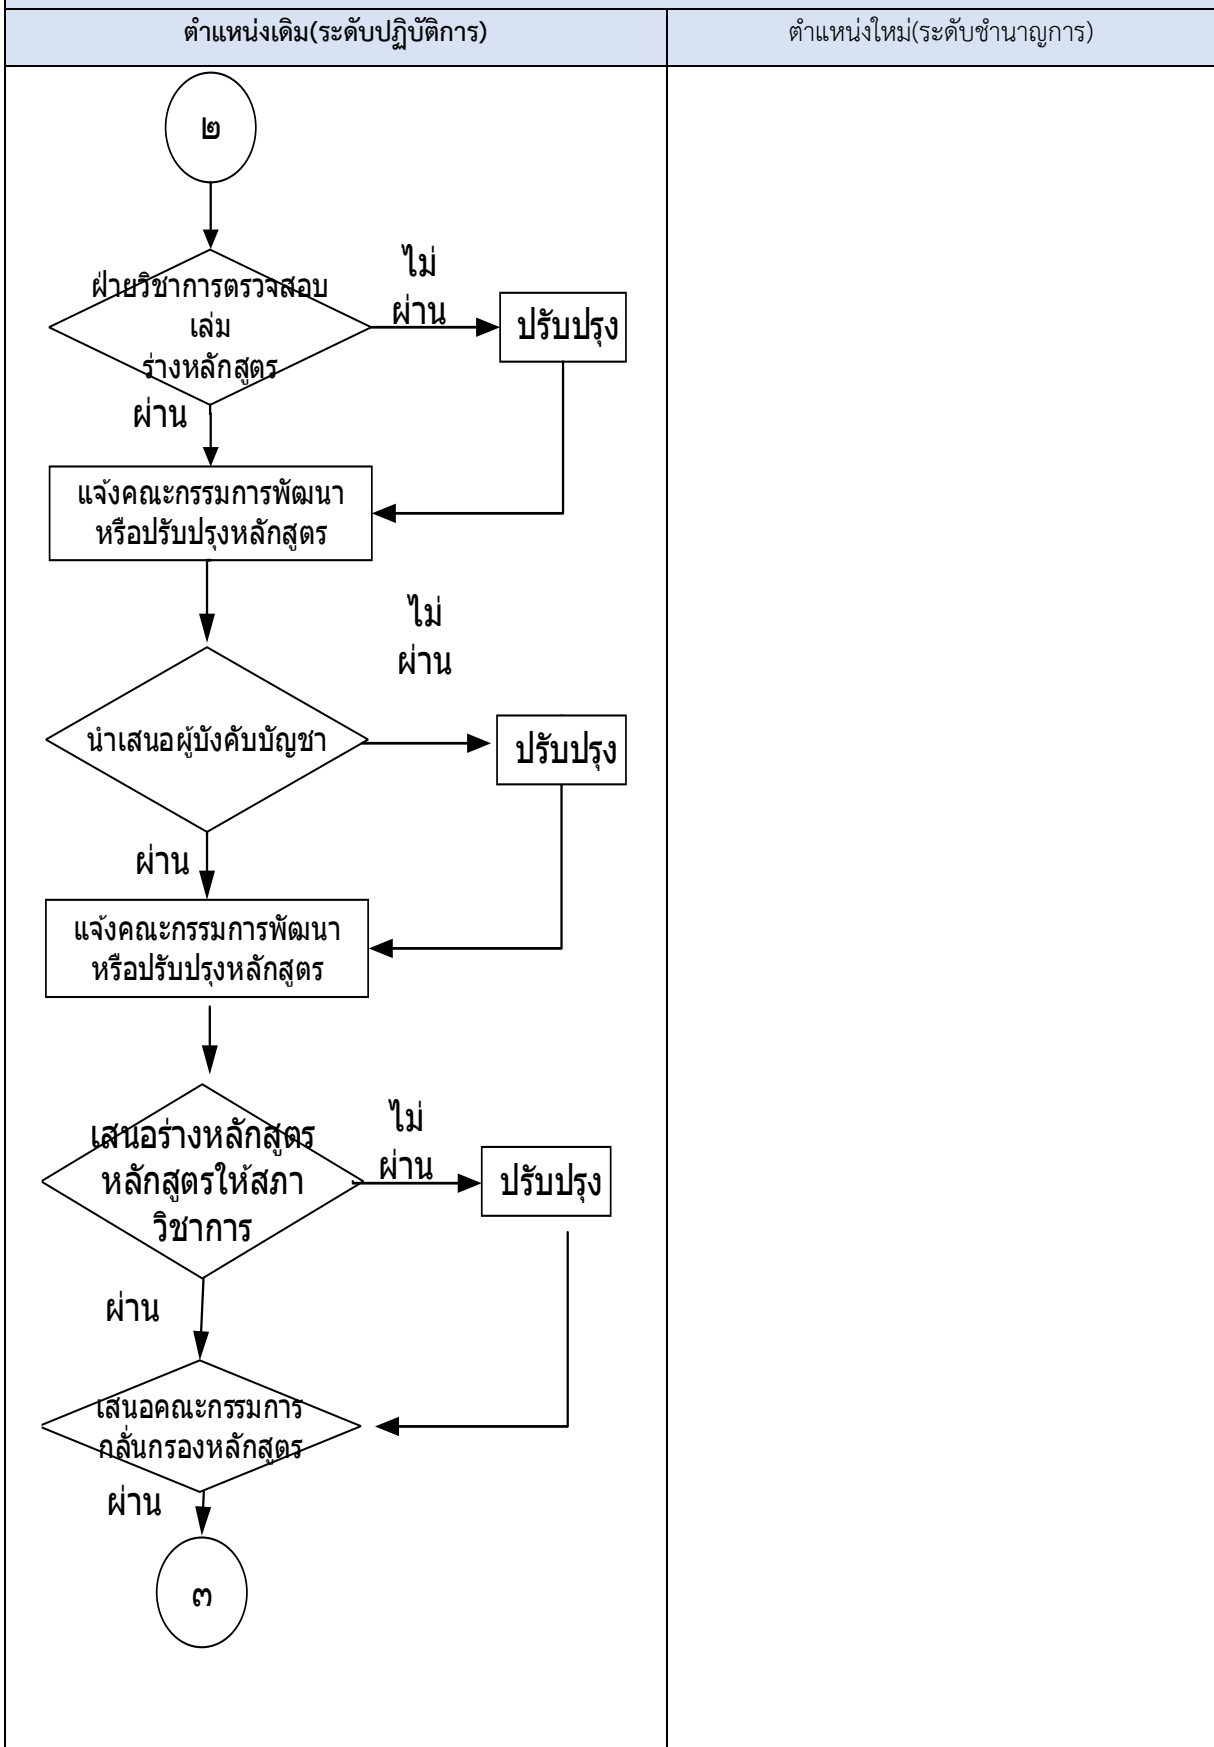 ตำแหน่งเดิม(ระดับปฏิบัติการ)
ตำแหน่งใหม่(ระดับชำนาญการ)
๒
ฝ่ายวิชาการตรวจสอบ
เล่ม
ร่างหลักสูตร
ไม่
ผ่าน
ปรับปรุง
ผ่าน
แจ้งคณะกรรมการพัฒนา
หรือปรับปรุงหลักสูตร
ไม่
ผ่าน
นำเสนอผู้บังคับบัญชา
ปรับปรุง
ผ่าน
แจ้งคณะกรรมการพัฒนา
หรือปรับปรุงหลักสูตร
เสนอร่างหลักสูตร
หลักสูตรให้สภา
วิชาการ
ไม่
ผ่าน
ปรับปรุง
ผ่าน
เสนอคณะกรรมการ
กลั่นกรองหลักสูตร
ผ่าน
๓